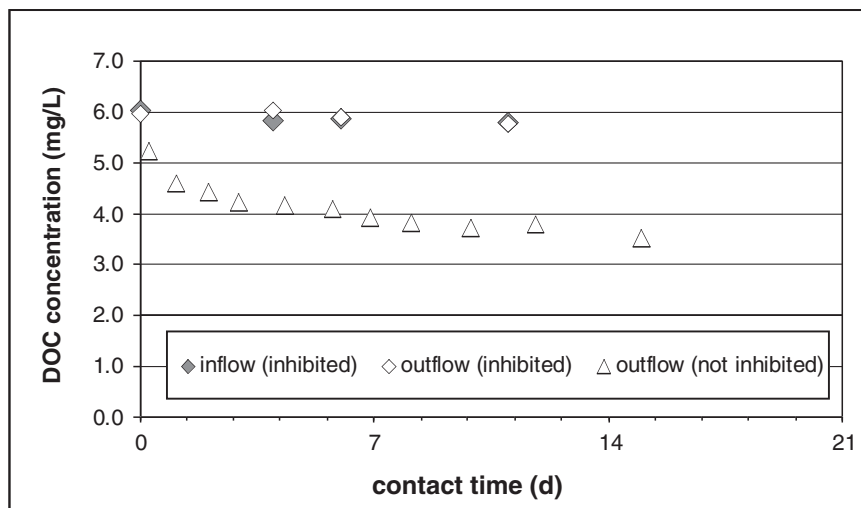 DOC concentration (mg/L)
7.0
6.0
5.0
4.0
3.0
2.0
1.0
0.0
inflow (inhibited) outflow (inhibited) outflow (not inhibited)
0 7 14 21
contact time (d)